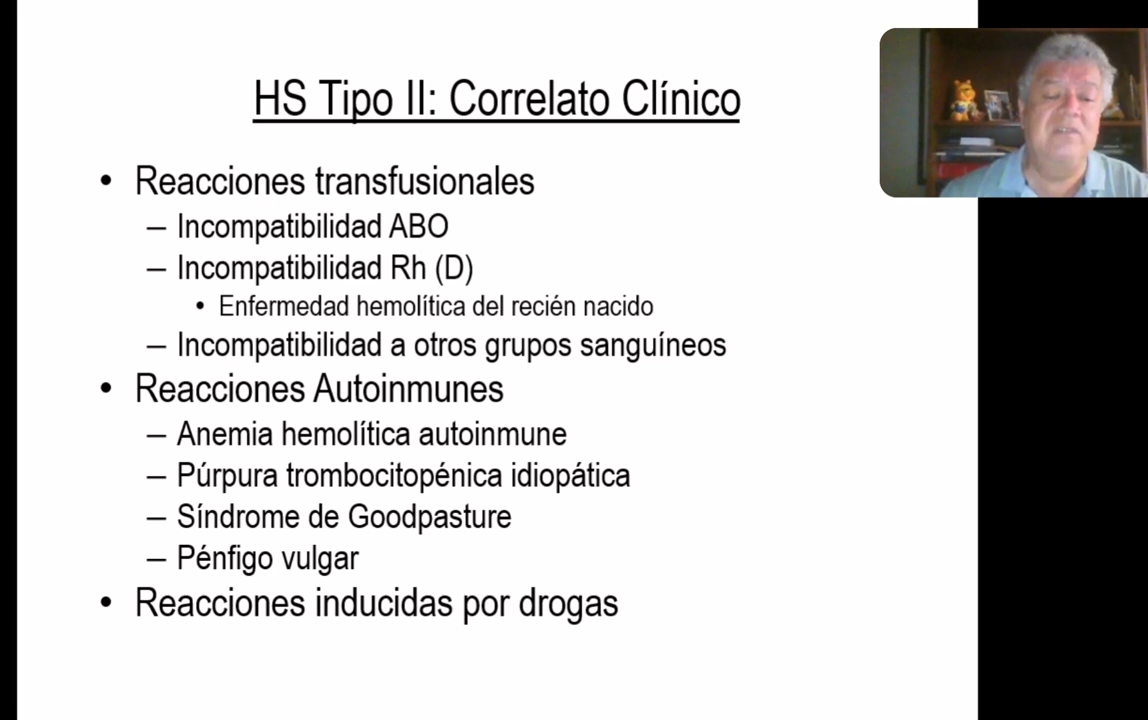 HS Tipo II: Correlato Clínico
• Reacciones transfusionales
– Incompatibilidad ABO
– Incompatibilidad Rh (D)
• Enfermedad hemolítica del recién nacido
– Incompatibilidad a otros grupos sanguíneos
• Reacciones Autoinmunes
– Anemia hemolítica autoinmune
– Púrpura trombocitopénica idiopática
– Síndrome de Goodpasture
– Pénfigo vulgar
• Reacciones inducidas por drogas